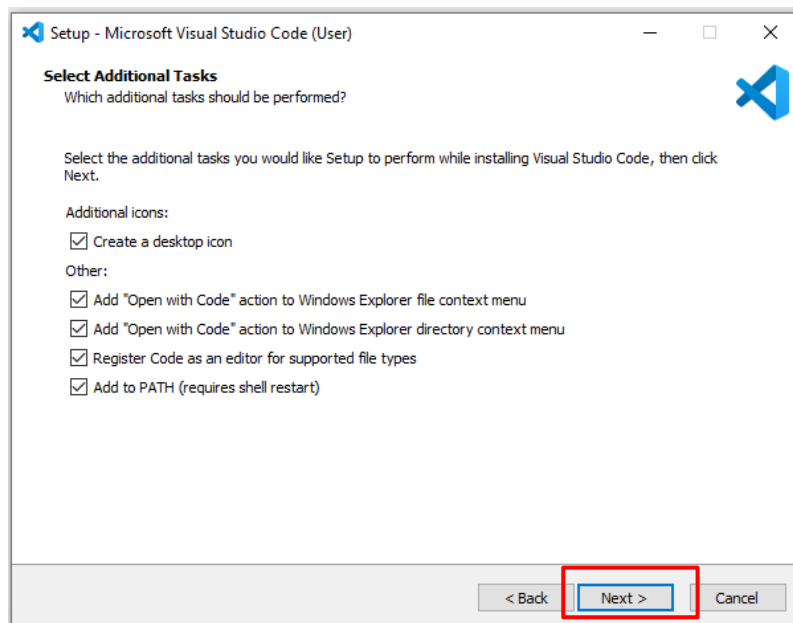 Setup - Microsoft Visual Studio Code (User)
Select Additional Tasks
Which additional tasks should be performed?
Select the additional tasks you would like Setup to perform while installing Visual Studio Code, then click
Next.
Additional icons:
Create a desktop icon
Other:
Add "Open with Code" action to Windows Explorer file context menu
Add "Open with Code" action to Windows Explorer directory context menu
Register Code as an editor for supported file types
Add to PATH (requires shell restart)
< Back Next > Cancel